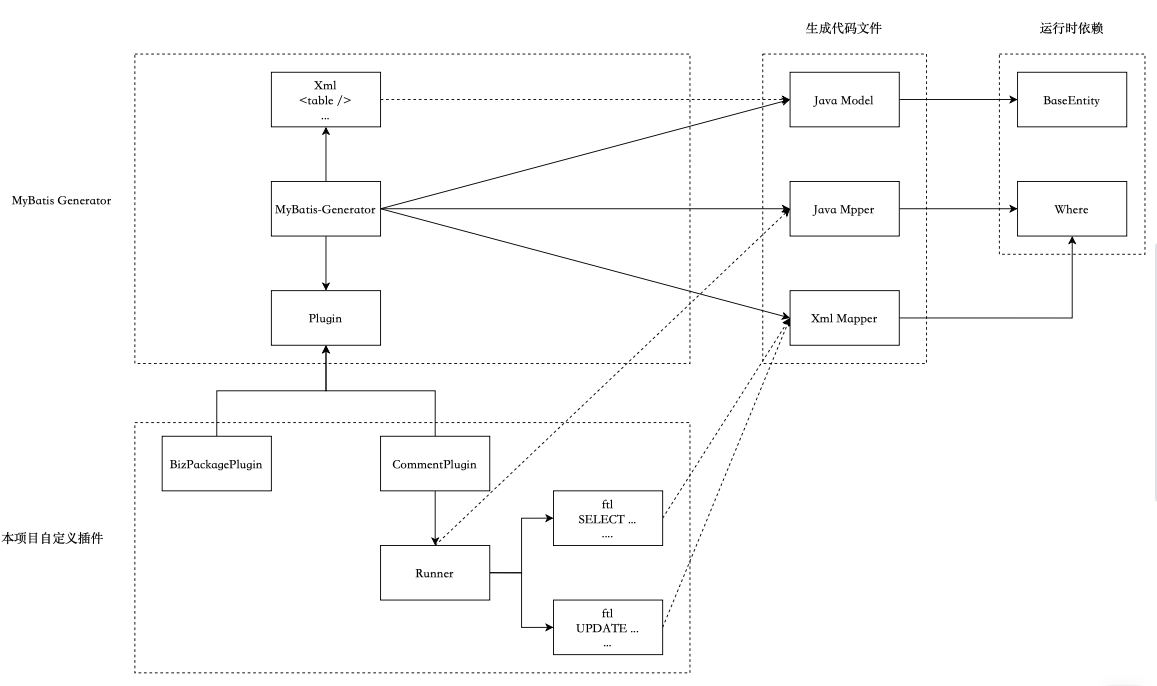 生成代码文件
运行时依赖
Xml
<table />
...
Java Model
BaseEntity
MyBatis Generator
MyBatis-Generator
Java Mpper
Where
Plugin
Xml Mapper
BizPackagePlugin
CommentPlugin
ftl
SELECT ...
....
本项目自定义插件
Runner
ftl
UPDATE ...
...